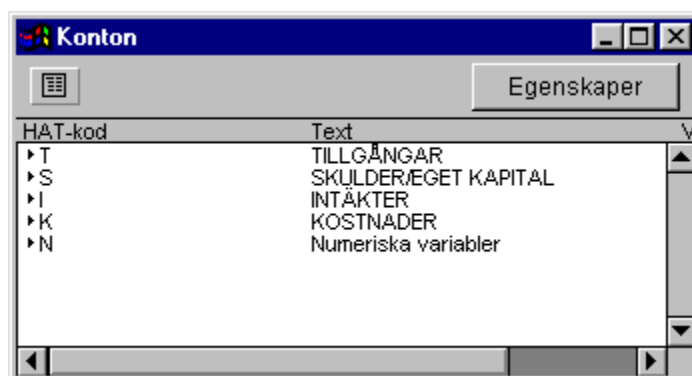 Konton
Egenskaper
HAT-kod Text V
T TILLGÅNGAR
S SKULDER/EGET KAPITAL
I INTÄKTER
K KOSTNADER
N Numeriska variabler